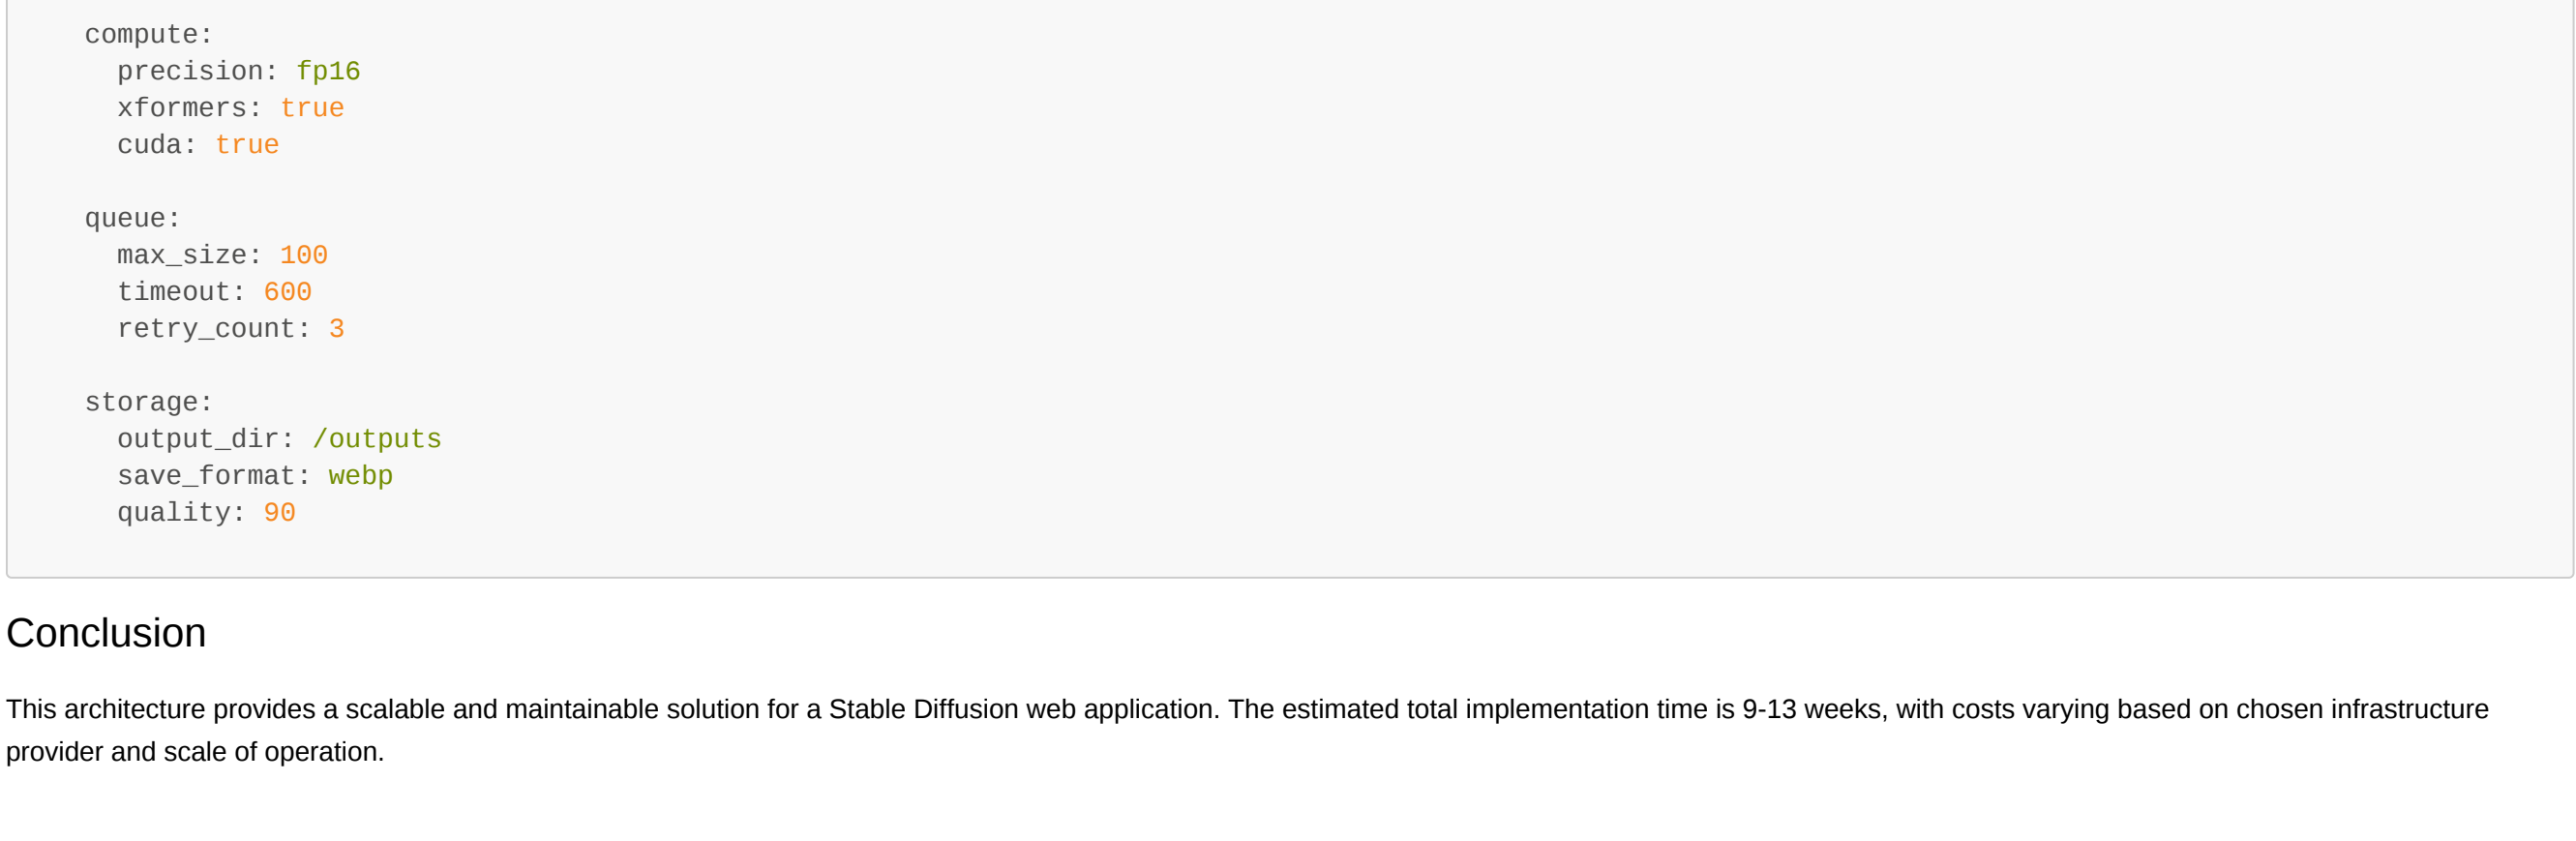 compute:
  precision: fp16
  xformers: true
  cuda: true

queue:
  max_size: 100
  timeout: 600
  retry_count: 3

storage:
  output_dir: /outputs
  save_format: webp
  quality: 90

Conclusion
This architecture provides a scalable and maintainable solution for a Stable Diffusion web application. The estimated total implementation time is 9-13 weeks, with costs varying based on chosen infrastructure
provider and scale of operation.